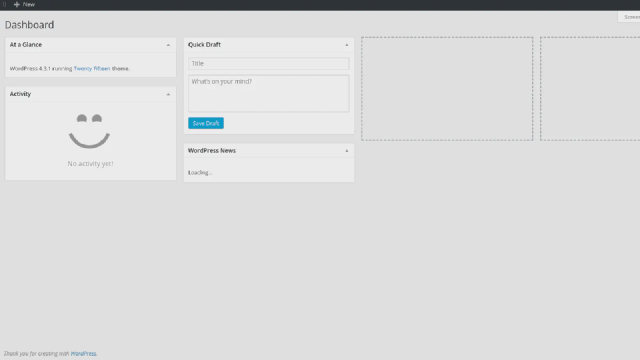 New
Screen
Dashboard
At a Glance
WordPress 4.3.1 running Twenty Fifteen theme.
Activity
No activity yet!
Quick Draft
Title
What's on your mind?
Save Draft
WordPress News
Loading...
Thank you for creating with WordPress.